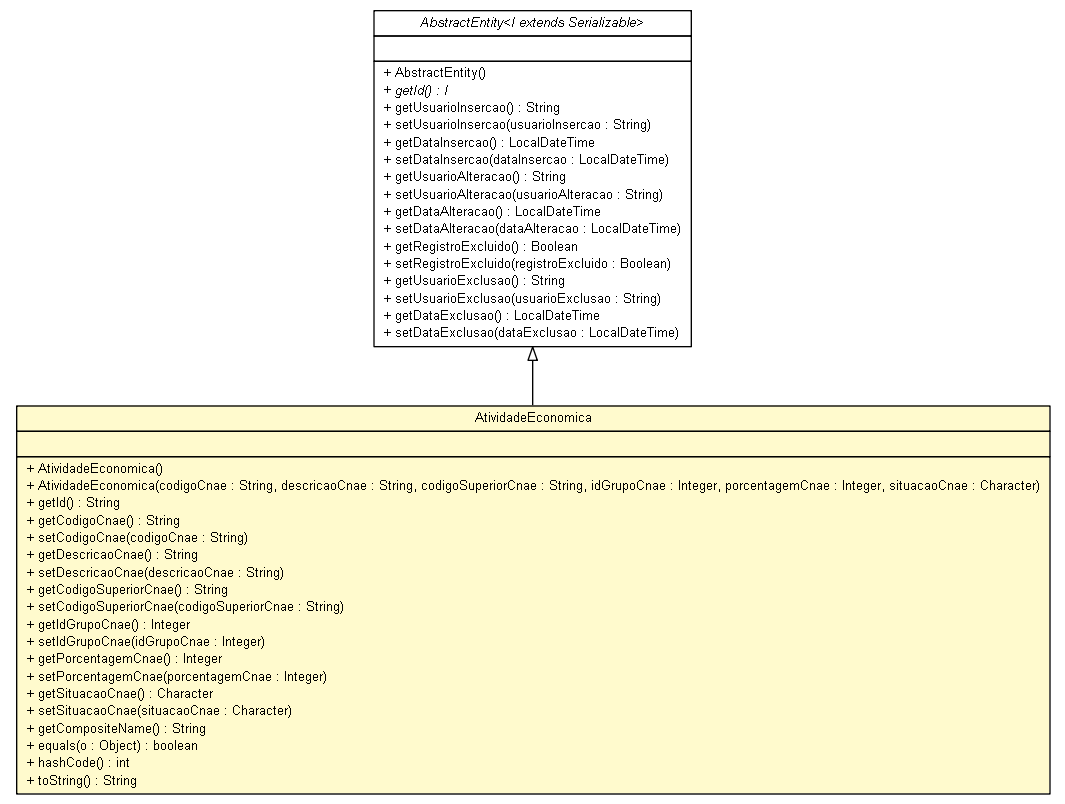 AbstractEntity<I extends Serializable>
+ AbstractEntity()
+ getId() : I
+ getUsuarioInsercao() : String
+ setUsuarioInsercao(usuarioInsercao : String)
+ getDataInsercao() : LocalDateTime
+ setDataInsercao(dataInsercao : LocalDateTime)
+ getUsuarioAlteracao() : String
+ setUsuarioAlteracao(usuarioAlteracao : String)
+ getDataAlteracao() : LocalDateTime
+ setDataAlteracao(dataAlteracao : LocalDateTime)
+ getRegistroExcluido() : Boolean
+ setRegistroExcluido(registroExcluido : Boolean)
+ getUsuarioExclusao() : String
+ setUsuarioExclusao(usuarioExclusao : String)
+ getDataExclusao() : LocalDateTime
+ setDataExclusao(dataExclusao : LocalDateTime)
AtividadeEconomica
+ AtividadeEconomica()
+ AtividadeEconomica(codigoCnae : String, descricaoCnae : String, codigoSuperiorCnae : String, idGrupoCnae : Integer, porcentagemCnae : Integer, situacaoCnae : Character)
+ getId() : String
+ getCodigoCnae() : String
+ setCodigoCnae(codigoCnae : String)
+ getDescricaoCnae() : String
+ setDescricaoCnae(descricaoCnae : String)
+ getCodigoSuperiorCnae() : String
+ setCodigoSuperiorCnae(codigoSuperiorCnae : String)
+ getIdGrupoCnae() : Integer
+ setIdGrupoCnae(idGrupoCnae : Integer)
+ getPorcentagemCnae() : Integer
+ setPorcentagemCnae(porcentagemCnae : Integer)
+ getSituacaoCnae() : Character
+ setSituacaoCnae(situacaoCnae : Character)
+ getCompositeName() : String
+ equals(o : Object) : boolean
+ hashCode() : int
+ toString() : String